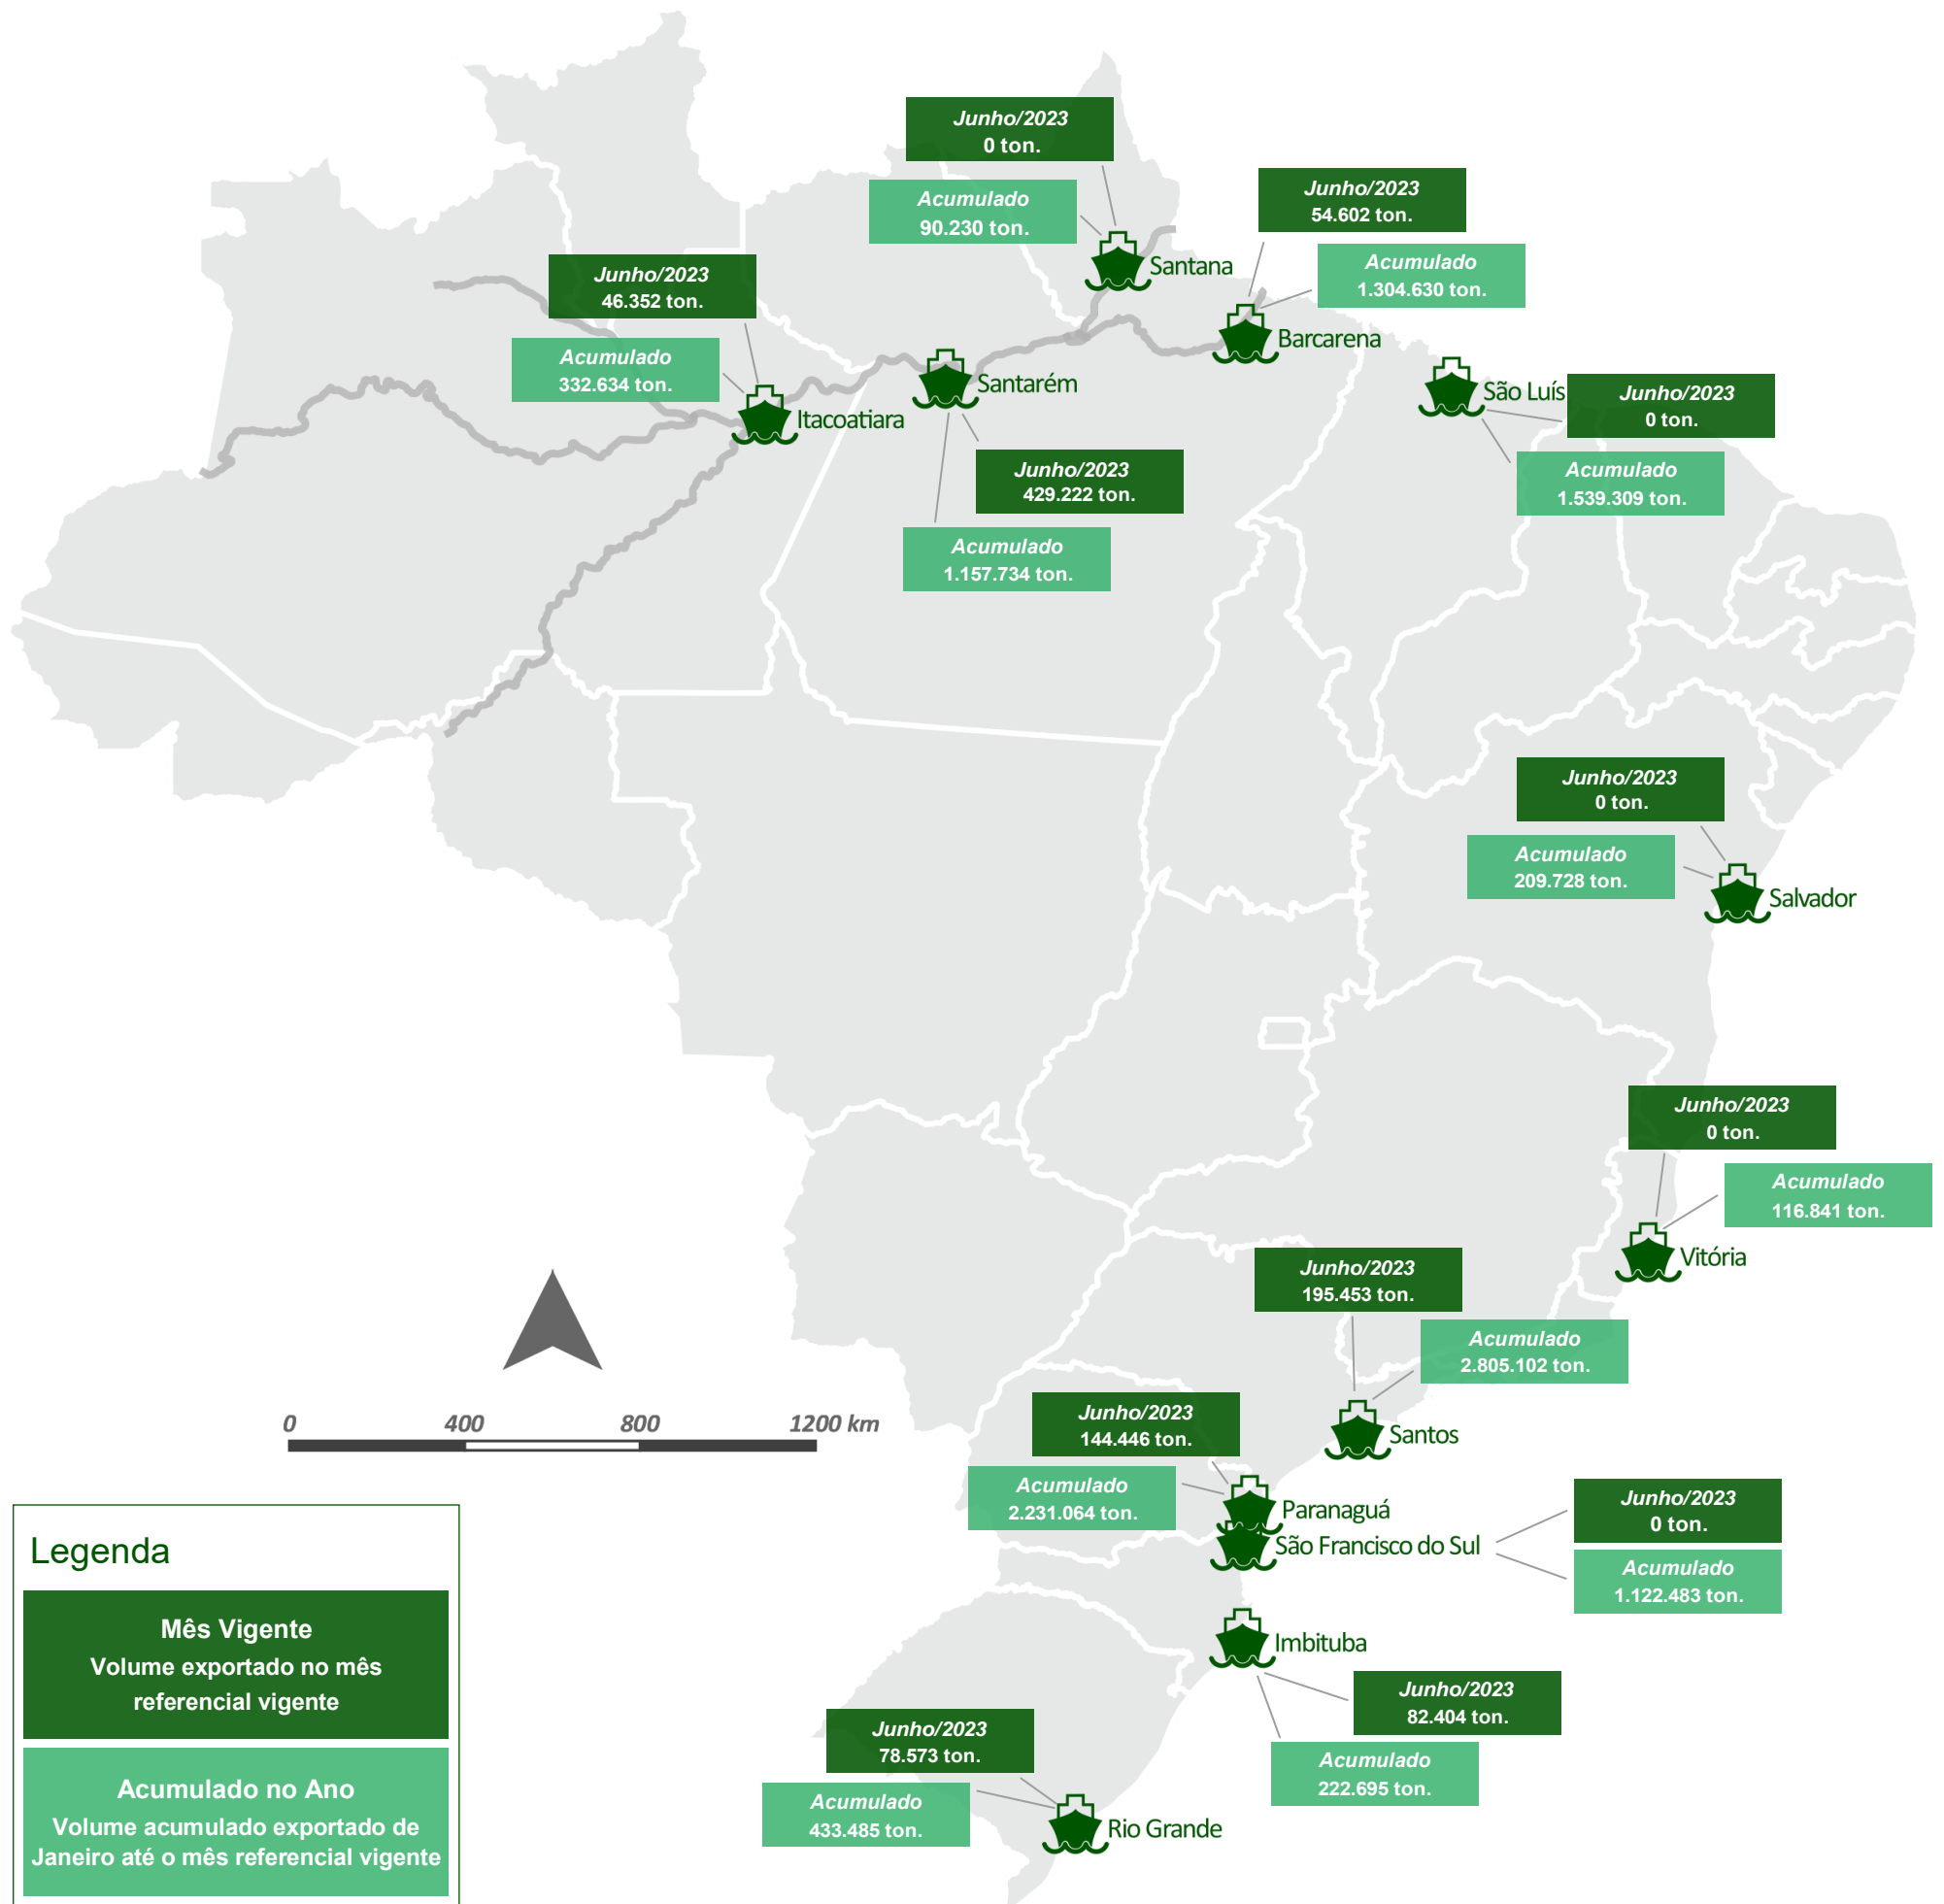 Junho/2023
0 ton.
Acumulado
90.230 ton.
Santana
Junho/2023
54.602 ton.
Acumulado
1.304.630 ton.
Barcarena
Junho/2023
46.352 ton.
Acumulado
332.634 ton.
Itacoatiara
Santarém
Junho/2023
429.222 ton.
Acumulado
1.157.734 ton.
São Luís
Junho/2023
0 ton.
Acumulado
1.539.309 ton.
Junho/2023
0 ton.
Acumulado
209.728 ton.
Salvador
Junho/2023
0 ton.
Acumulado
116.841 ton.
Vitória
Junho/2023
195.453 ton.
Acumulado
2.805.102 ton.
Santos
Junho/2023
144.446 ton.
Acumulado
2.231.064 ton.
Paranaguá
São Francisco do Sul
Junho/2023
0 ton.
Acumulado
1.122.483 ton.
Imbituba
Junho/2023
82.404 ton.
Acumulado
222.695 ton.
Junho/2023
78.573 ton.
Acumulado
433.485 ton.
Rio Grande
0 400 800 1200 km
Legenda
Mês Vigente
Volume exportado no mês
referencial vigente
Acumulado no Ano
Volume acumulado exportado de
Janeiro até o mês referencial vigente